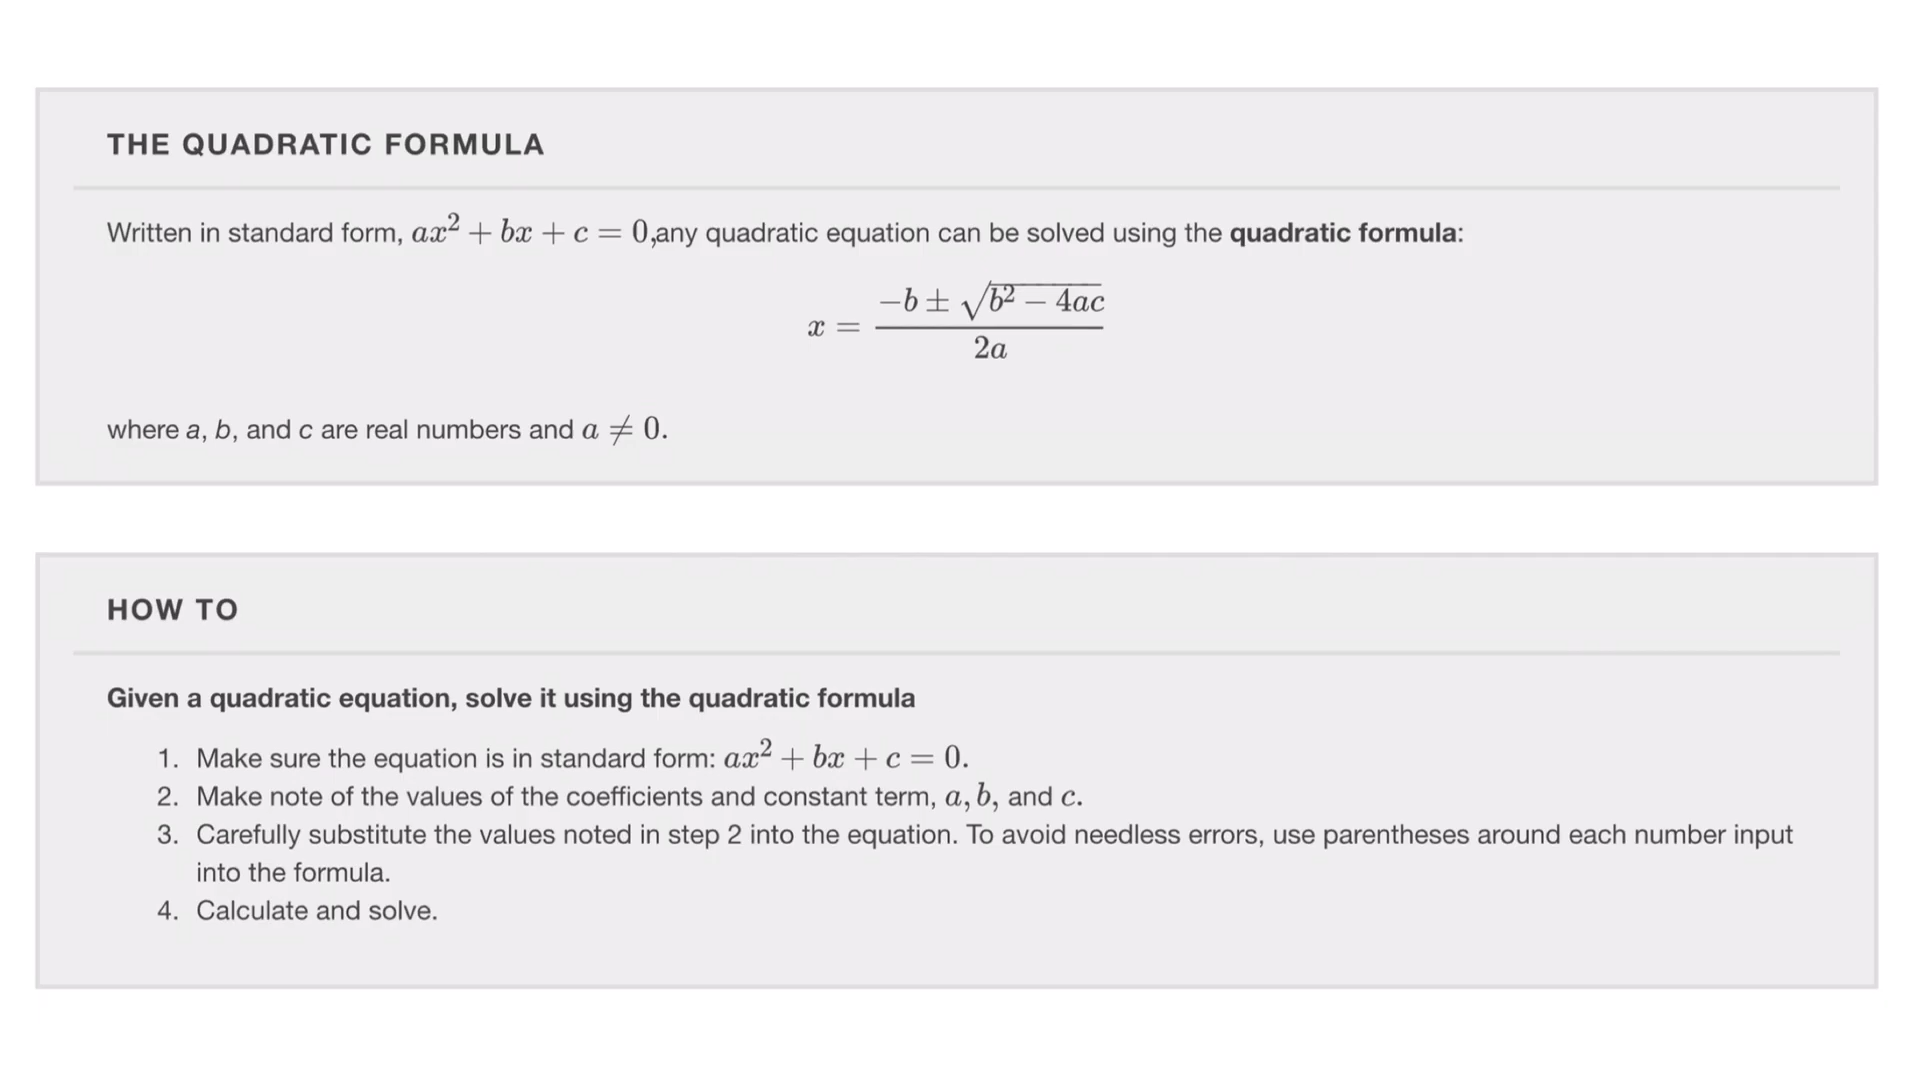 THE QUADRATIC FORMULA
Written in standard form, ax² + bx + c = 0,any quadratic equation can be solved using the quadratic formula:
x = (−b ± √(b² − 4ac)) / 2a
where a, b, and c are real numbers and a ≠ 0.
HOW TO
Given a quadratic equation, solve it using the quadratic formula
1. Make sure the equation is in standard form: ax² + bx + c = 0.
2. Make note of the values of the coefficients and constant term, a, b, and c.
3. Carefully substitute the values noted in step 2 into the equation. To avoid needless errors, use parentheses around each number input
into the formula.
4. Calculate and solve.